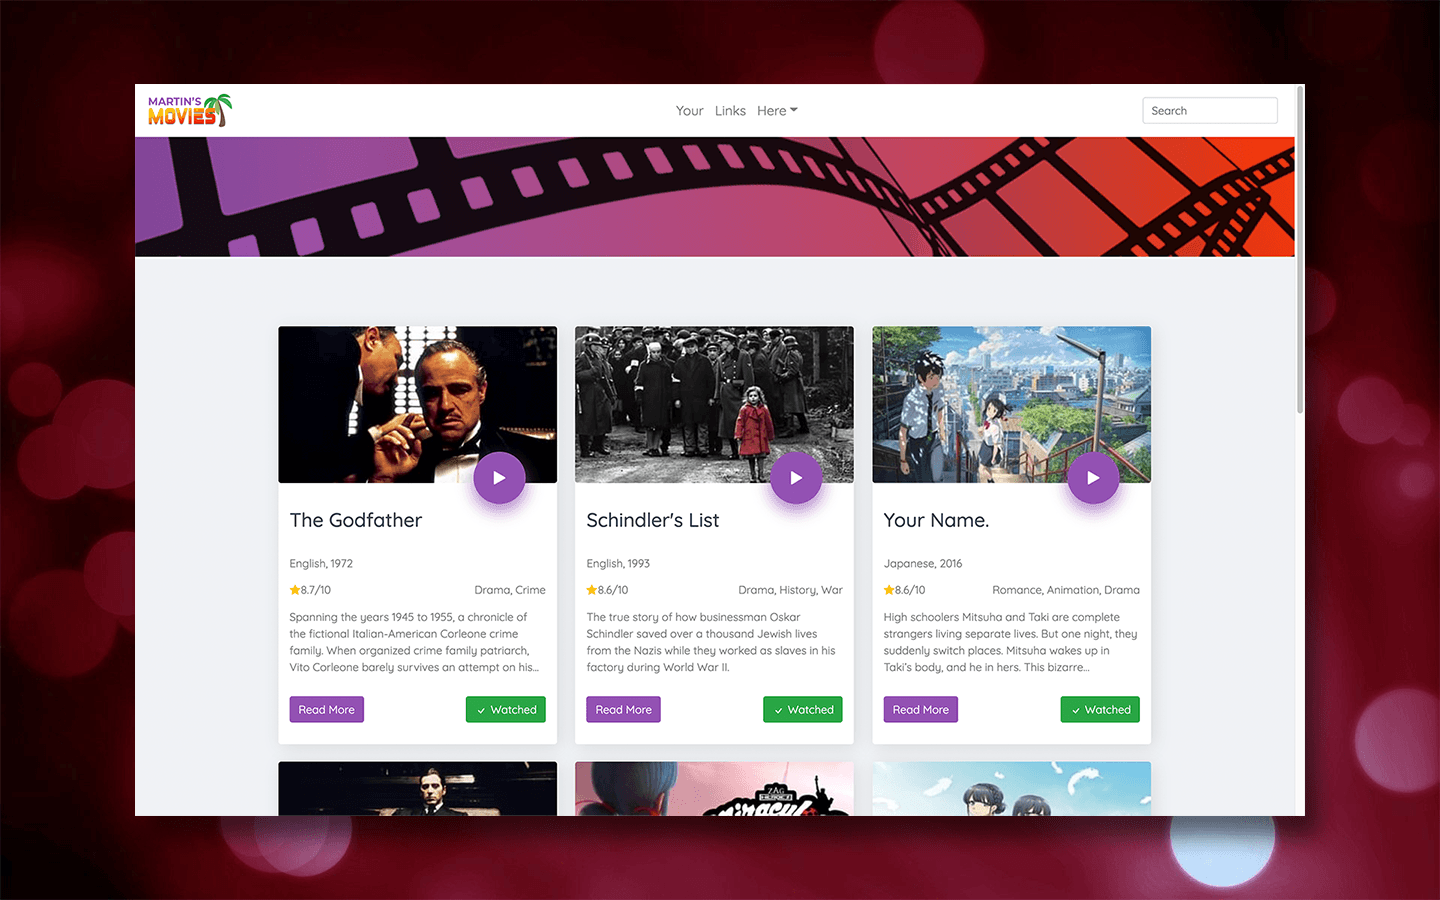 MARTIN'S
MOVIES
Your Links Here
Search
The Godfather
English, 1972
8.7/10 Drama, Crime
Spanning the years 1945 to 1955, a chronicle of
the fictional Italian-American Corleone crime
family. When organized crime family patriarch,
Vito Corleone barely survives an attempt on his...
Read More Watched
Schindler's List
English, 1993
8.6/10 Drama, History, War
The true story of how businessman Oskar
Schindler saved over a thousand Jewish lives
from the Nazis while they worked as slaves in his
factory during World War II.
Read More Watched
Your Name.
Japanese, 2016
8.6/10 Romance, Animation, Drama
High schoolers Mitsuha and Taki are complete
strangers living separate lives. But one night, they
suddenly switch places. Mitsuha wakes up in
Taki's body, and he in hers. This bizarre...
Read More Watched
ZAG
HEROEZ